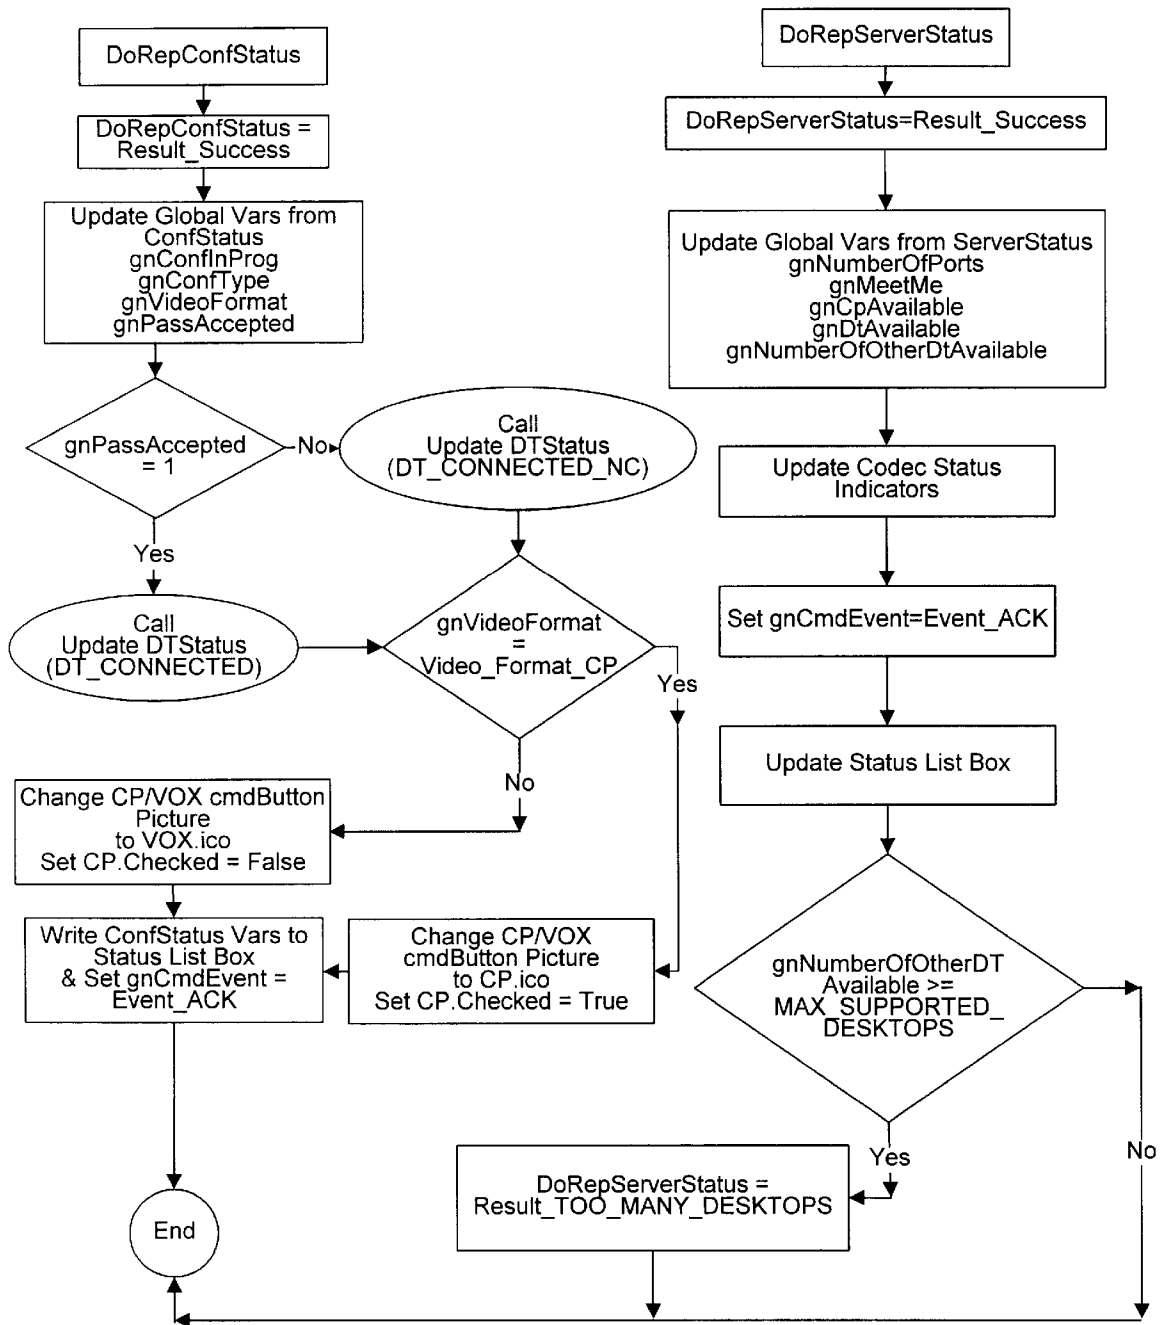 DoRepConfStatus
DoRepConfStatus =
Result_Success
Update Global Vars from
ConfStatus
gnConfInProg
gnConfType
gnVideoFormat
gnPassAccepted
gnPassAccepted
= 1
No
Call
Update DTStatus
(DT_CONNECTED_NC)
Yes
Call
Update DTStatus
(DT_CONNECTED)
gnVideoFormat
=
Video_Format_CP
Yes
No
Change CP/VOX cmdButton
Picture
to VOX.ico
Set CP.Checked = False
Write ConfStatus Vars to
Status List Box
& Set gnCmdEvent =
Event_ACK
Change CP/VOX
cmdButton Picture
to CP.ico
Set CP.Checked = True
End
DoRepServerStatus
DoRepServerStatus=Result_Success
Update Global Vars from ServerStatus
gnNumberOfPorts
gnMeetMe
gnCpAvailable
gnDtAvailable
gnNumberOfOtherDtAvailable
Update Codec Status
Indicators
Set gnCmdEvent=Event_ACK
Update Status List Box
gnNumberOfOtherDT
Available >=
MAX_SUPPORTED_
DESKTOPS
Yes
No
DoRepServerStatus =
Result_TOO_MANY_DESKTOPS